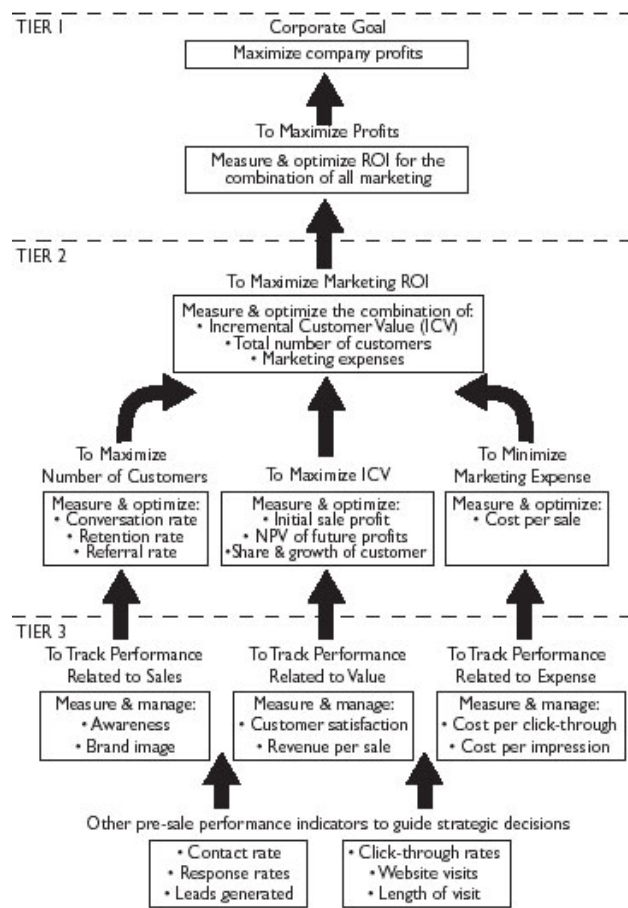 TIER 1
Corporate Goal
Maximize company profits
To Maximize Profits
Measure & optimize ROI for the
combination of all marketing
TIER 2
To Maximize Marketing ROI
Measure & optimize the combination of:
• Incremental Customer Value (ICV)
• Total number of customers
• Marketing expenses
To Maximize
Number of Customers
Measure & optimize:
• Conversation rate
• Retention rate
• Referral rate
To Maximize ICV
Measure & optimize:
• Initial sale profit
• NPV of future profits
• Share & growth of customer
To Minimize
Marketing Expense
Measure & optimize:
• Cost per sale
TIER 3
To Track Performance
Related to Sales
Measure & manage:
• Awareness
• Brand image
To Track Performance
Related to Value
Measure & manage:
• Customer satisfaction
• Revenue per sale
To Track Performance
Related to Expense
Measure & manage:
• Cost per click-through
• Cost per impression
Other pre-sale performance indicators to guide strategic decisions
• Contact rate
• Response rates
• Leads generated
• Click-through rates
• Website visits
• Length of visit